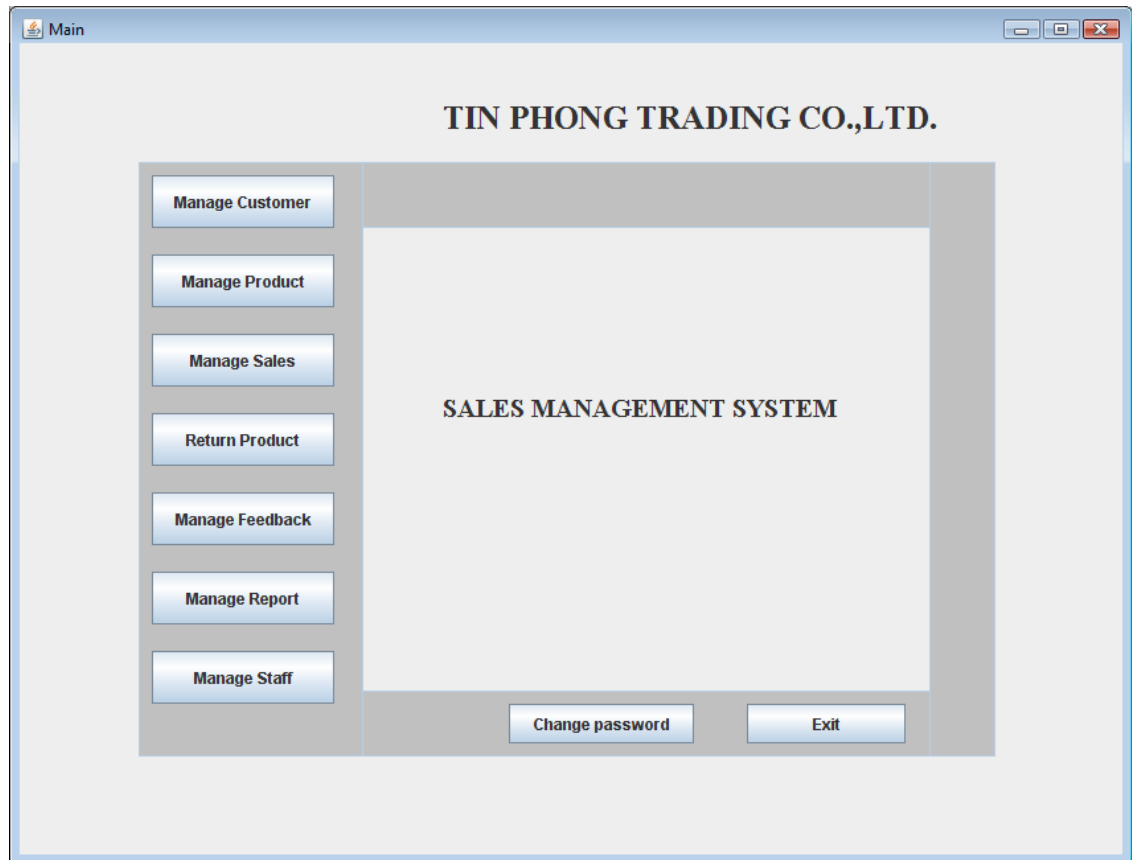 Main
TIN PHONG TRADING CO.,LTD.
Manage Customer
Manage Product
Manage Sales
Return Product
Manage Feedback
Manage Report
Manage Staff
SALES MANAGEMENT SYSTEM
Change password
Exit